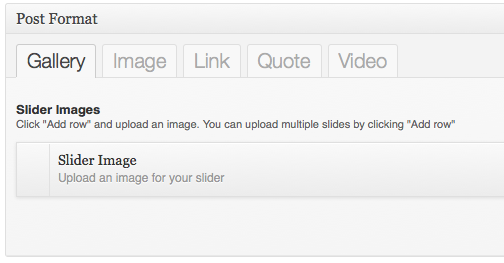 Post Format
Gallery Image Link Quote Video
Slider Images
Click "Add row" and upload an image. You can upload multiple slides by clicking "Add row"
Slider Image
Upload an image for your slider